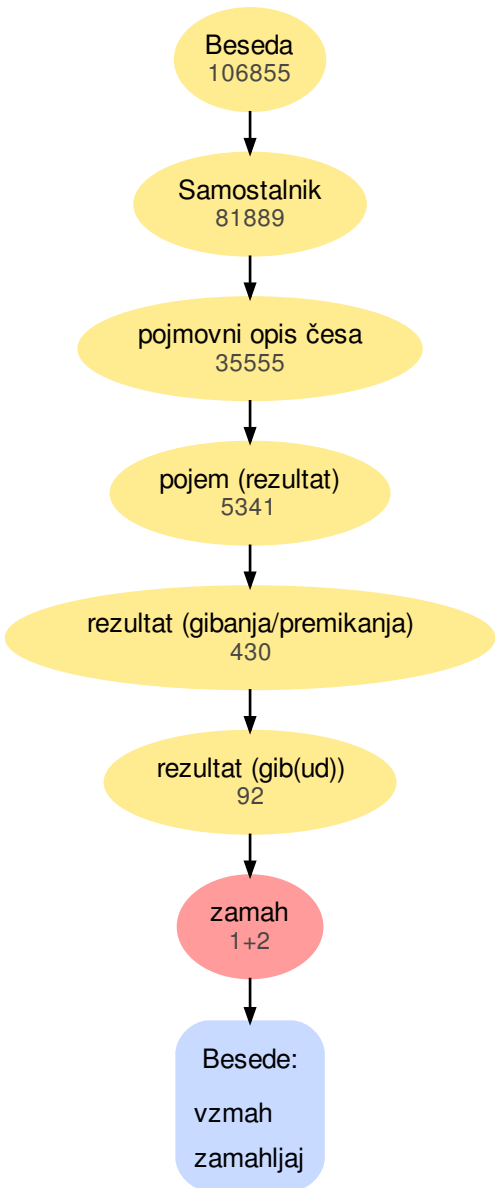 Beseda
106855
Samostalnik
81889
pojmovni opis česa
35555
pojem (rezultat)
5341
rezultat (gibanja/premikanja)
430
rezultat (gib(ud))
92
zamah
1+2
Besede:
vzmah
zamahljaj